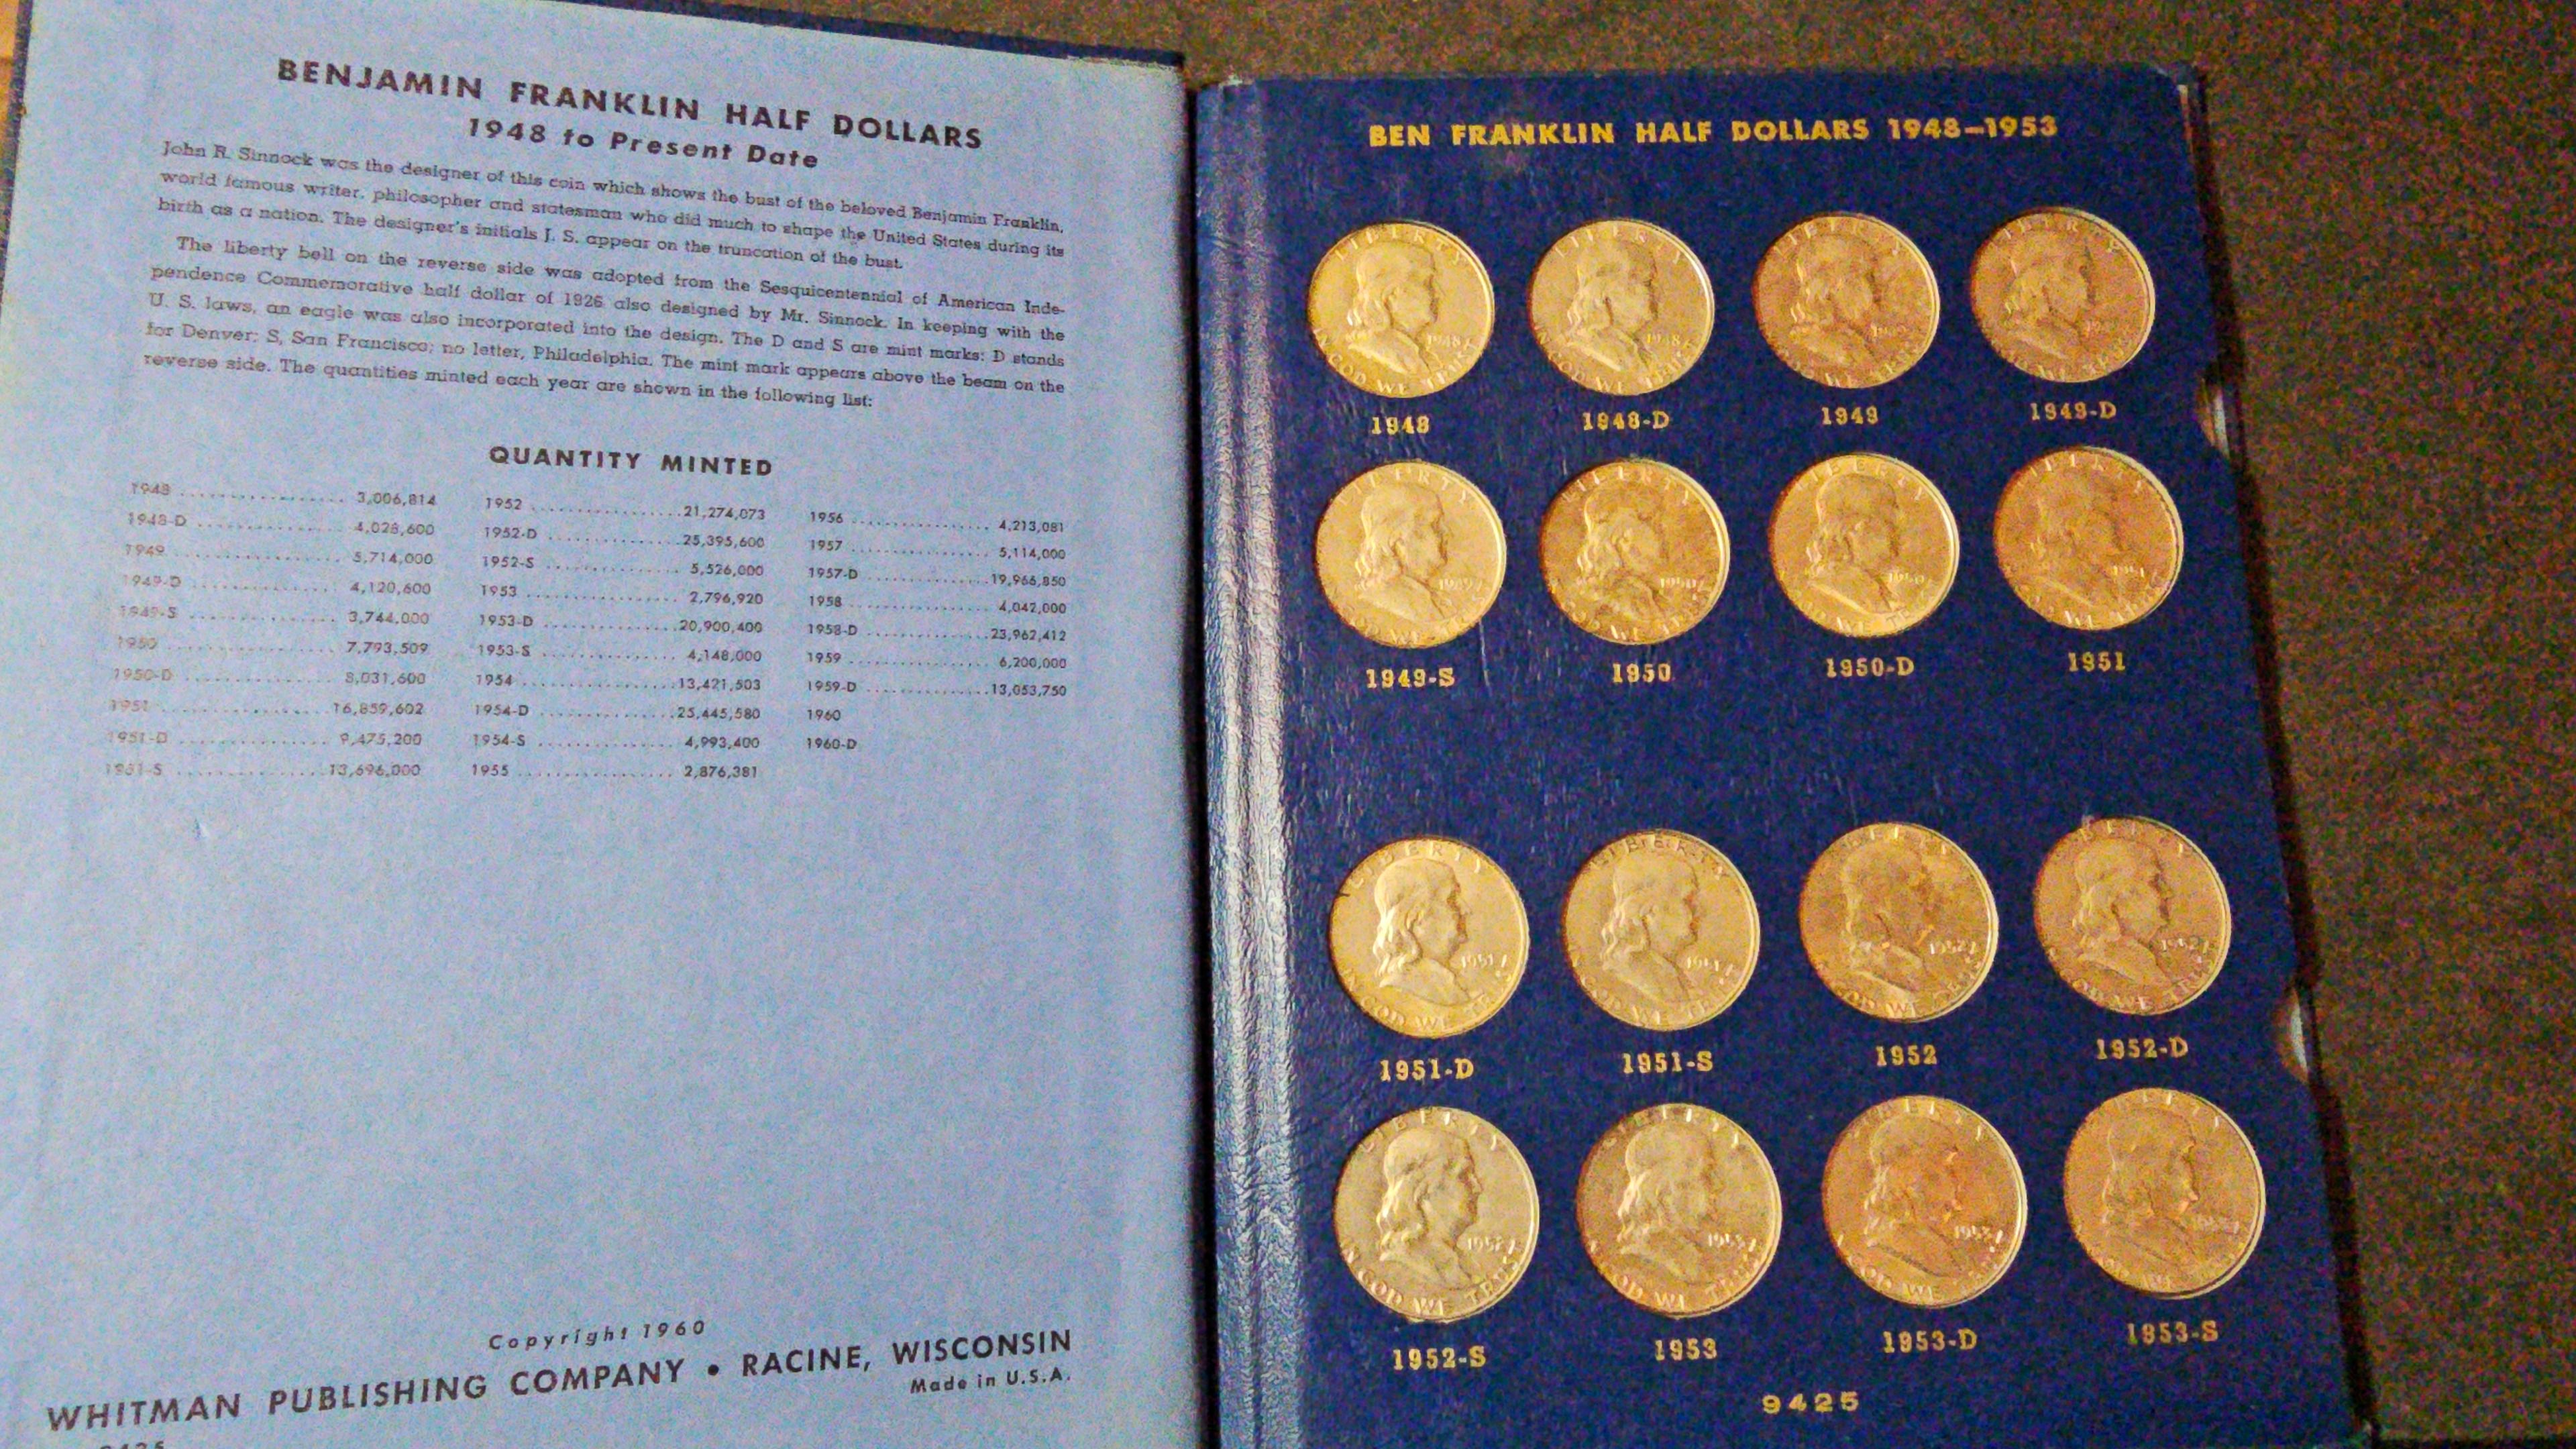 BENJAMIN FRANKLIN HALF DOLLARS
1948 to Present Date
John R. Sinnock was the designer of this coin which shows the bust of the beloved Benjamin Franklin,
world famous writer, philosopher and statesman who did much to shape the United States during its
birth as a nation. The designer's initials J. S. appear on the truncation of the bust.
The liberty bell on the reverse side was adopted from the Sesquicentennial of American Inde-
pendence Commemorative half dollar of 1926 also designed by Mr. Sinnock. In keeping with the
U. S. laws, an eagle was also incorporated into the design. The D and S are mint marks: D stands
for Denver; S, San Francisco; no letter, Philadelphia. The mint mark appears above the beam on the
reverse side. The quantities minted each year are shown in the following list:
QUANTITY MINTED
1948 ................ 3,006,814
1948-D .............. 4,028,600
1949 ................ 5,714,000
1949-D .............. 4,120,600
1949-S .............. 3,744,000
1950 ................ 7,793,509
1950-D .............. 8,031,600
1951 ................ 16,859,602
1951-D .............. 9,475,200
1951-S .............. 13,696,000
1952 ................ 21,274,073
1952-D .............. 25,395,600
1952-S .............. 5,526,000
1953 ................ 2,796,920
1953-D .............. 20,900,400
1953-S .............. 4,148,000
1954 ................ 13,421,503
1954-D .............. 25,445,580
1954-S .............. 4,993,400
1955 ................ 2,876,381
1956 ................ 4,213,081
1957 ................ 5,114,000
1957-D .............. 19,966,850
1958 ................ 4,042,000
1958-D .............. 23,962,412
1959 ................ 6,200,000
1959-D .............. 13,053,750
1960
1960-D
Copyright 1960
WHITMAN PUBLISHING COMPANY • RACINE, WISCONSIN
Made in U.S.A.
BEN FRANKLIN HALF DOLLARS 1948–1953
1948 1948-D 1949 1949-D
1949-S 1950 1950-D 1951
1951-D 1951-S 1952 1952-D
1952-S 1953 1953-D 1953-S
9425